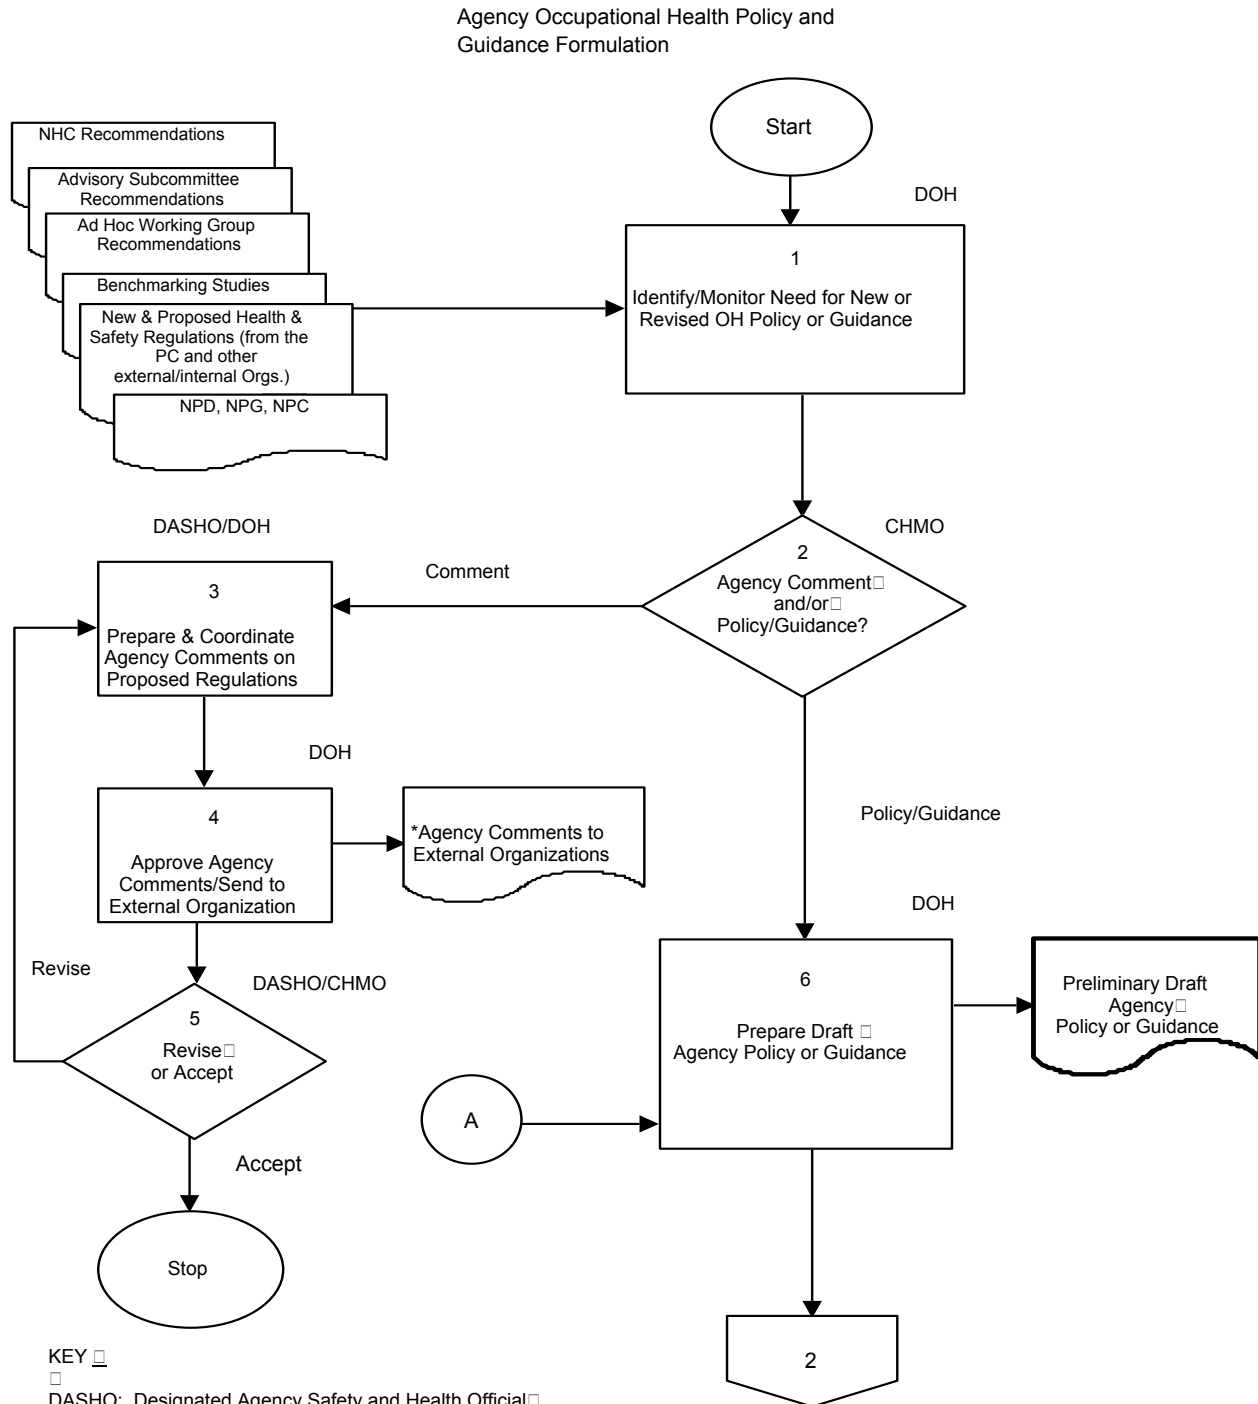 Agency Occupational Health Policy and
Guidance Formulation
Start
DOH
NHC Recommendations
Advisory Subcommittee
Recommendations
Ad Hoc Working Group
Recommendations
Benchmarking Studies
New & Proposed Health &
Safety Regulations (from the
PC and other
external/internal Orgs.)
NPD, NPG, NPC
1
Identify/Monitor Need for New or
Revised OH Policy or Guidance
CHMO
2
Agency Comment
and/or
Policy/Guidance?
Comment
DASHO/DOH
3
Prepare & Coordinate
Agency Comments on
Proposed Regulations
DOH
4
Approve Agency
Comments/Send to
External Organization
*Agency Comments to
External Organizations
Revise
DASHO/CHMO
5
Revise
or Accept
Accept
Stop
Policy/Guidance
DOH
6
Prepare Draft
Agency Policy or Guidance
Preliminary Draft
Agency
Policy or Guidance
A
2
KEY
DASHO: Designated Agency Safety and Health Official